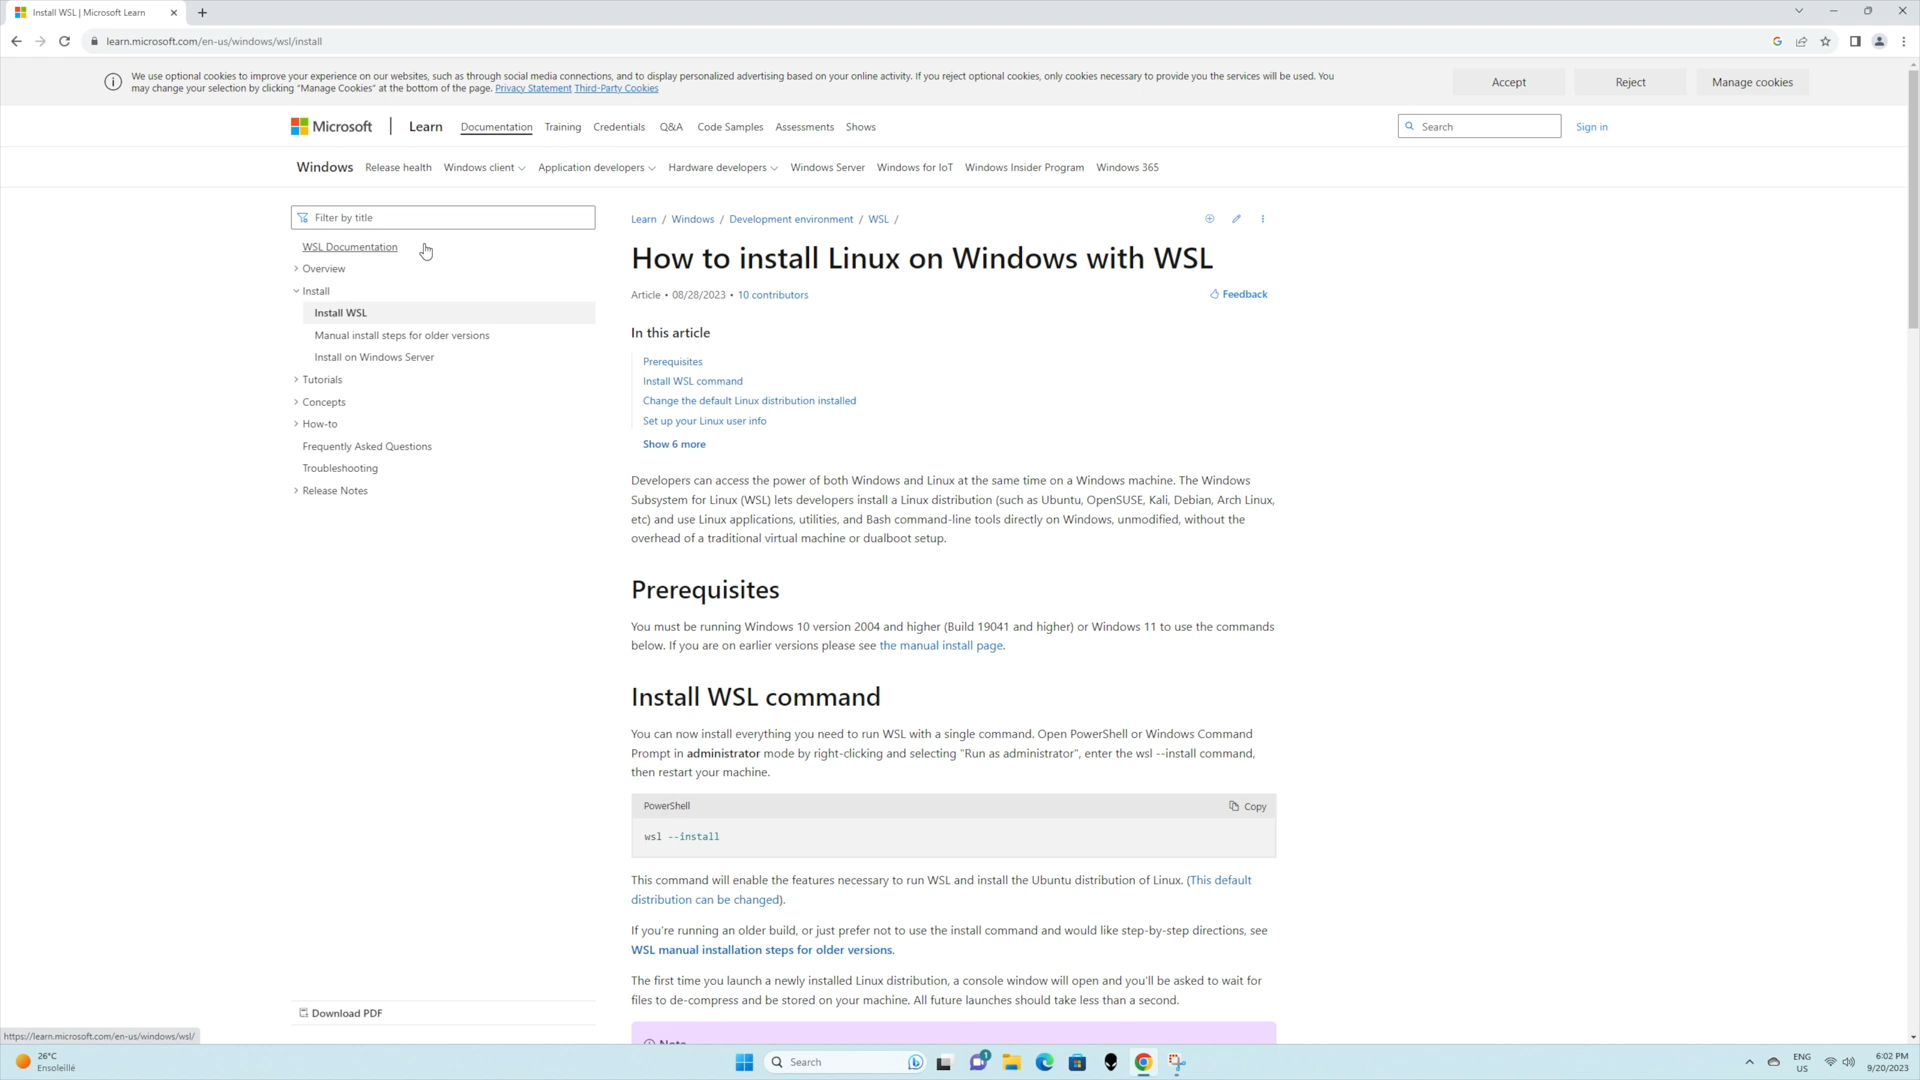 Install WSL | Microsoft Learn
learn.microsoft.com/en-us/windows/wsl/install
We use optional cookies to improve your experience on our websites, such as through social media connections, and to display personalized advertising based on your online activity. If you reject optional cookies, only cookies necessary to provide you the services will be used. You
may change your selection by clicking "Manage Cookies" at the bottom of the page. Privacy Statement Third-Party Cookies
Accept
Reject
Manage cookies
Microsoft
Learn
Documentation Training Credentials Q&A Code Samples Assessments Shows
Search
Sign in
Windows
Release health Windows client Application developers Hardware developers Windows Server Windows for IoT Windows Insider Program Windows 365
Filter by title
WSL Documentation
Overview
Install
Install WSL
Manual install steps for older versions
Install on Windows Server
Tutorials
Concepts
How-to
Frequently Asked Questions
Troubleshooting
Release Notes
Download PDF
Learn / Windows / Development environment / WSL /
How to install Linux on Windows with WSL
Article • 08/28/2023 • 10 contributors
Feedback
In this article
Prerequisites
Install WSL command
Change the default Linux distribution installed
Set up your Linux user info
Show 6 more
Developers can access the power of both Windows and Linux at the same time on a Windows machine. The Windows
Subsystem for Linux (WSL) lets developers install a Linux distribution (such as Ubuntu, OpenSUSE, Kali, Debian, Arch Linux,
etc) and use Linux applications, utilities, and Bash command-line tools directly on Windows, unmodified, without the
overhead of a traditional virtual machine or dualboot setup.
Prerequisites
You must be running Windows 10 version 2004 and higher (Build 19041 and higher) or Windows 11 to use the commands
below. If you are on earlier versions please see the manual install page.
Install WSL command
You can now install everything you need to run WSL with a single command. Open PowerShell or Windows Command
Prompt in administrator mode by right-clicking and selecting "Run as administrator", enter the wsl --install command,
then restart your machine.
PowerShell
Copy
wsl --install
This command will enable the features necessary to run WSL and install the Ubuntu distribution of Linux. (This default
distribution can be changed).
If you're running an older build, or just prefer not to use the install command and would like step-by-step directions, see
WSL manual installation steps for older versions.
The first time you launch a newly installed Linux distribution, a console window will open and you'll be asked to wait for
files to de-compress and be stored on your machine. All future launches should take less than a second.
Note
https://learn.microsoft.com/en-us/windows/wsl/
26°C
Ensoleillé
Search
1
ENG
US
6:02 PM
9/20/2023